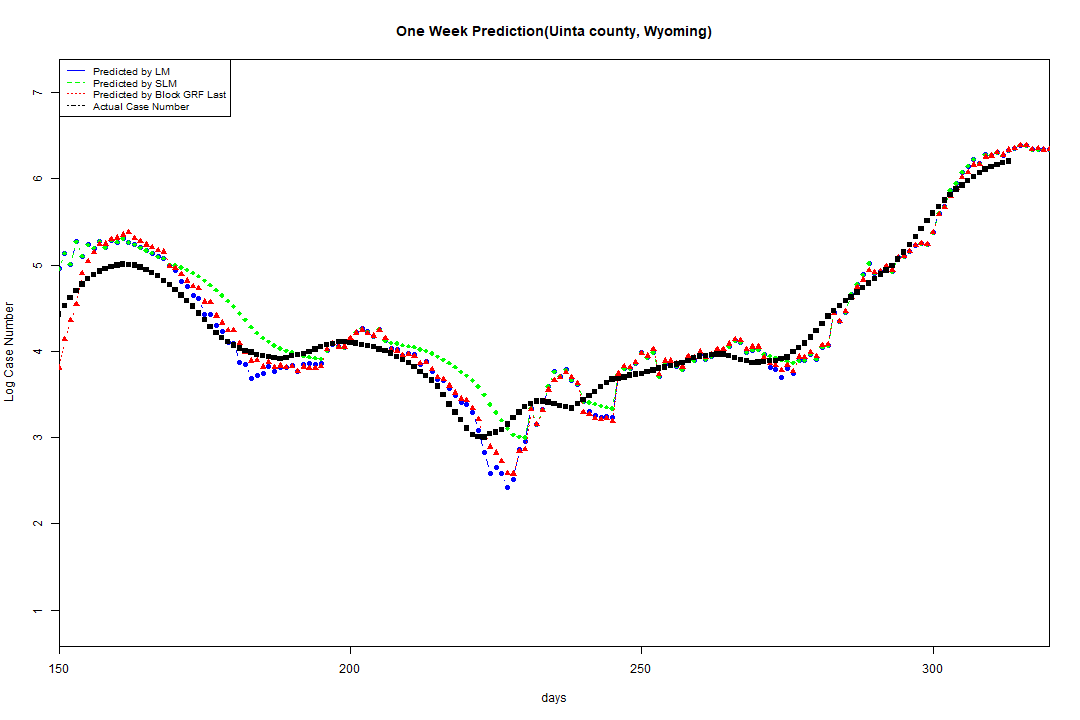 One Week Prediction(Uinta county, Wyoming)
Predicted by LM
Predicted by SLM
Predicted by Block GRF Last
Actual Case Number
7
6
5
4
3
2
1
Log Case Number
150
200
250
300
days